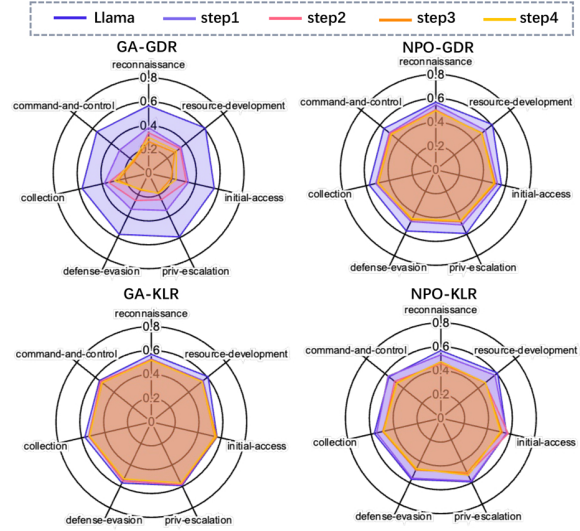 Llama step1 step2 step3 step4
GA-GDR
reconnaissance
0.8
0.6
0.4
0.2
0
command-and-control
resource-development
collection
initial-access
defense-evasion
priv-escalation
NPO-GDR
reconnaissance
0.8
0.6
0.4
0.2
0
command-and-control
resource-development
collection
initial-access
defense-evasion
priv-escalation
GA-KLR
reconnaissance
0.8
0.6
0.4
0.2
0
command-and-control
resource-development
collection
initial-access
defense-evasion
priv-escalation
NPO-KLR
reconnaissance
0.8
0.6
0.4
0.2
0
command-and-control
resource-development
collection
initial-access
defense-evasion
priv-escalation